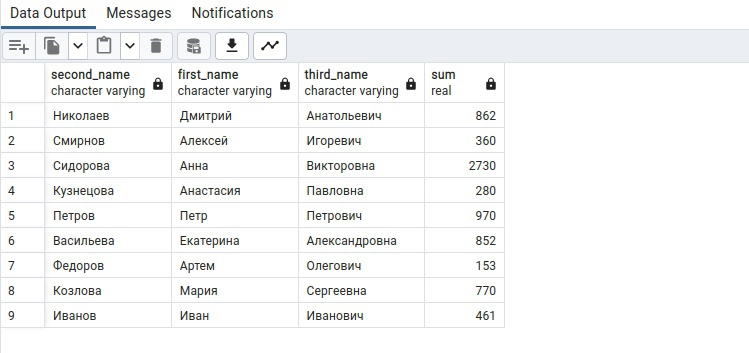 Data Output Messages Notifications
second_name first_name third_name sum
character varying character varying character varying real
1 Николаев Дмитрий Анатольевич 862
2 Смирнов Алексей Игоревич 360
3 Сидорова Анна Викторовна 2730
4 Кузнецова Анастасия Павловна 280
5 Петров Петр Петрович 970
6 Васильева Екатерина Александровна 852
7 Федоров Артем Олегович 153
8 Козлова Мария Сергеевна 770
9 Иванов Иван Иванович 461